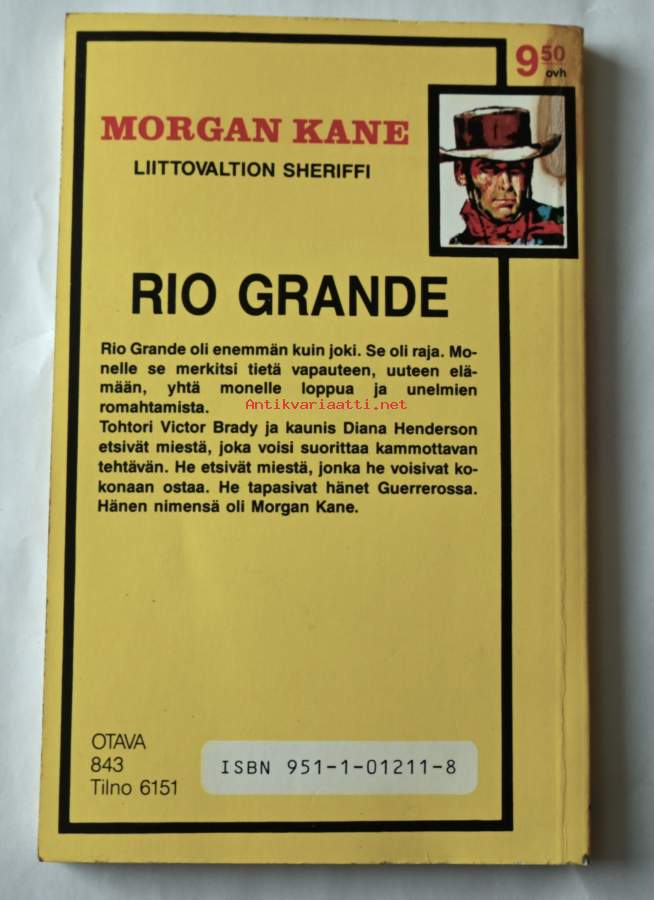 9 50
ovh
MORGAN KANE
LIITTOVALTION SHERIFFI
RIO GRANDE
Rio Grande oli enemmän kuin joki. Se oli raja. Mo-
nelle se merkitsi tietä vapauteen, uuteen elä-
mään, yhtä monelle loppua ja unelmien
romahtamista.
Antikvariaatti.net
Tohtori Victor Brady ja kaunis Diana Henderson
etsivät miestä, joka voisi suorittaa kammottavan
tehtävän. He etsivät miestä, jonka he voisivat ko-
konaan ostaa. He tapasivat hänet Guerrerossa.
Hänen nimensä oli Morgan Kane.
OTAVA
843
Tilno 6151
ISBN 951-1-01211-8